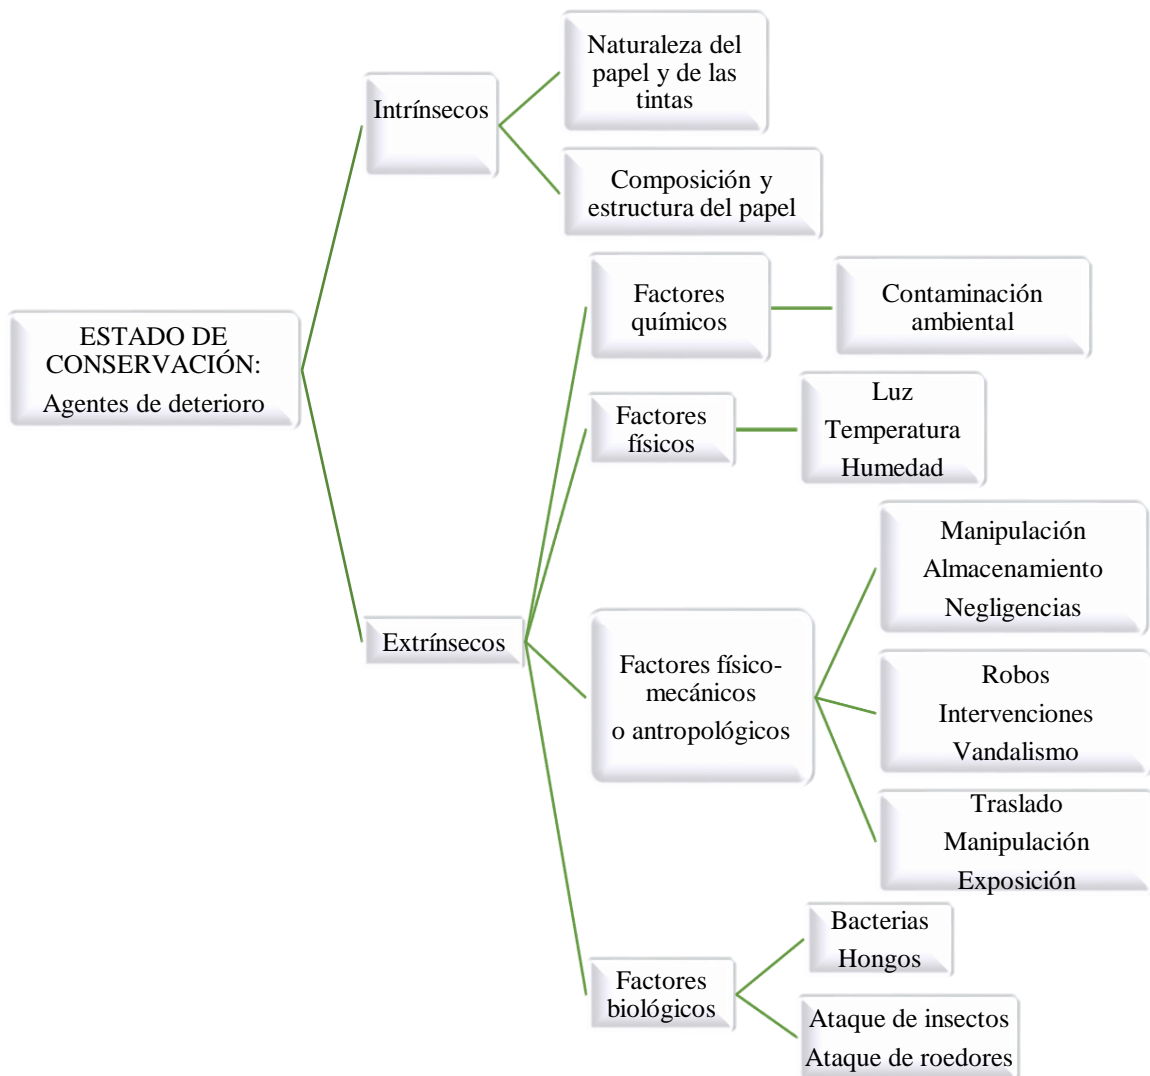 ESTADO DE
CONSERVACIÓN:
Agentes de deterioro
Intrínsecos
Naturaleza del
papel y de las
tintas
Composición y
estructura del papel
Extrínsecos
Factores
químicos
Contaminación
ambiental
Factores
físicos
Luz
Temperatura
Humedad
Factores físico-
mecánicos
o antropológicos
Manipulación
Almacenamiento
Negligencias
Robos
Intervenciones
Vandalismo
Traslado
Manipulación
Exposición
Factores
biológicos
Bacterias
Hongos
Ataque de insectos
Ataque de roedores